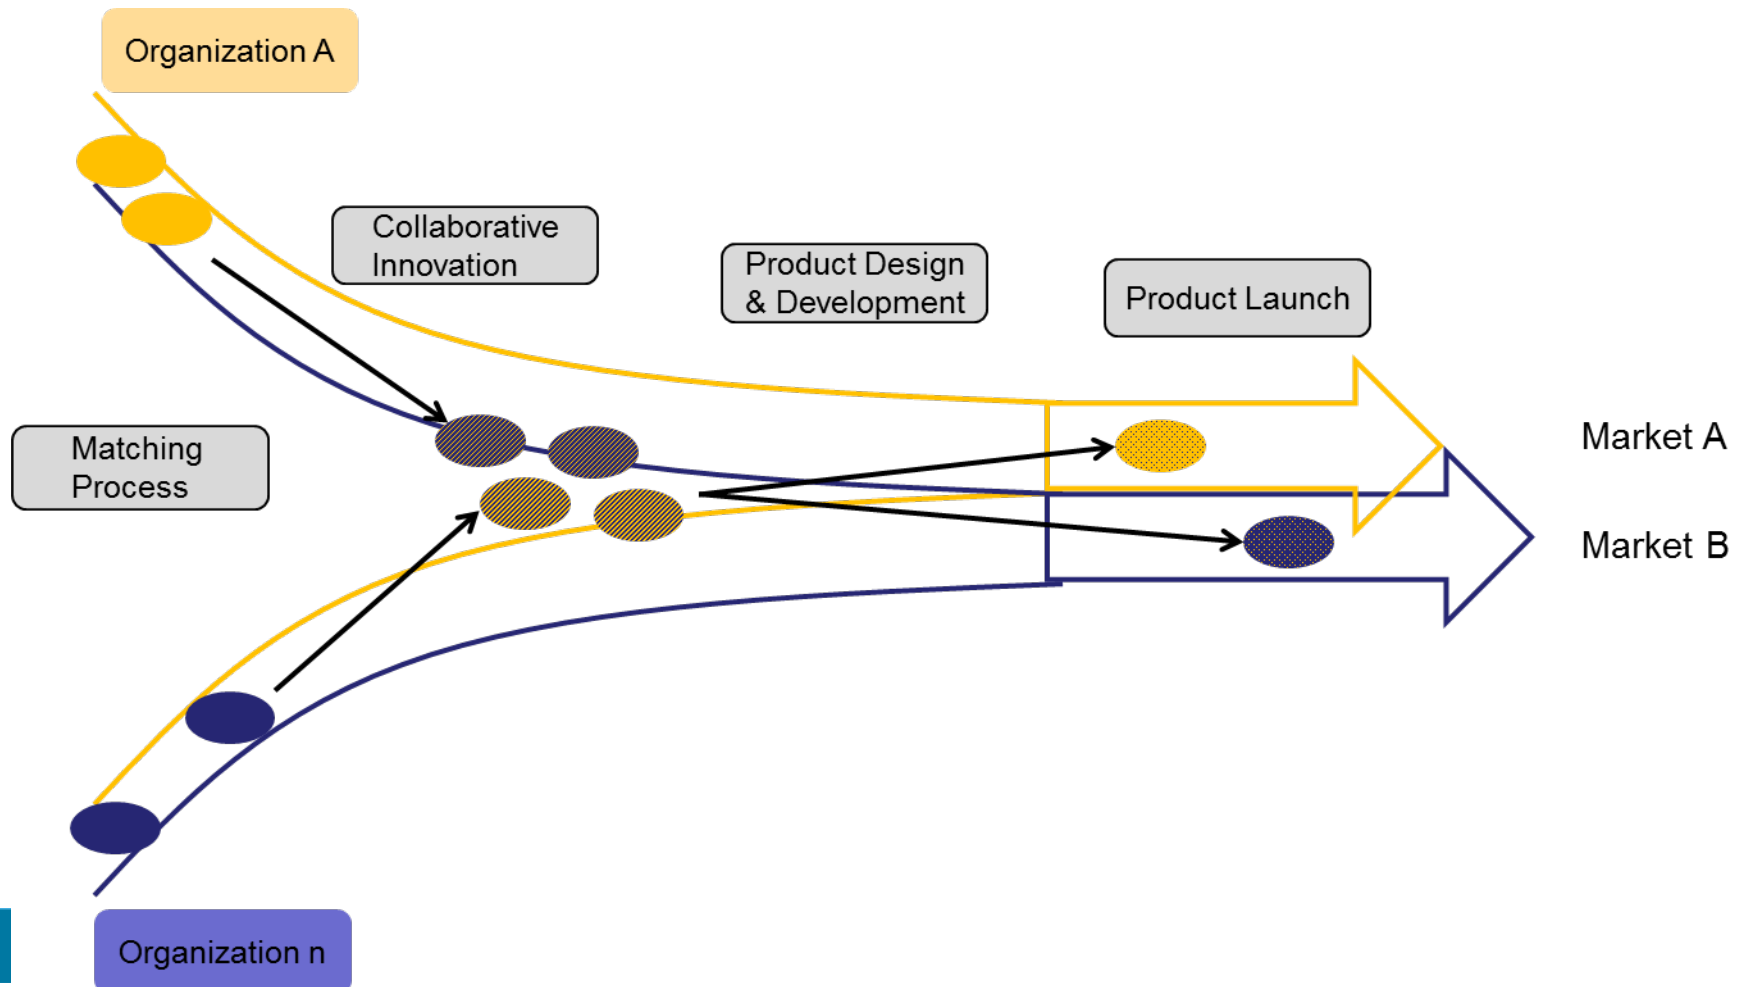 Organization A
Collaborative
Innovation
Product Design
& Development
Product Launch
Matching
Process
Market A
Market B
Organization n